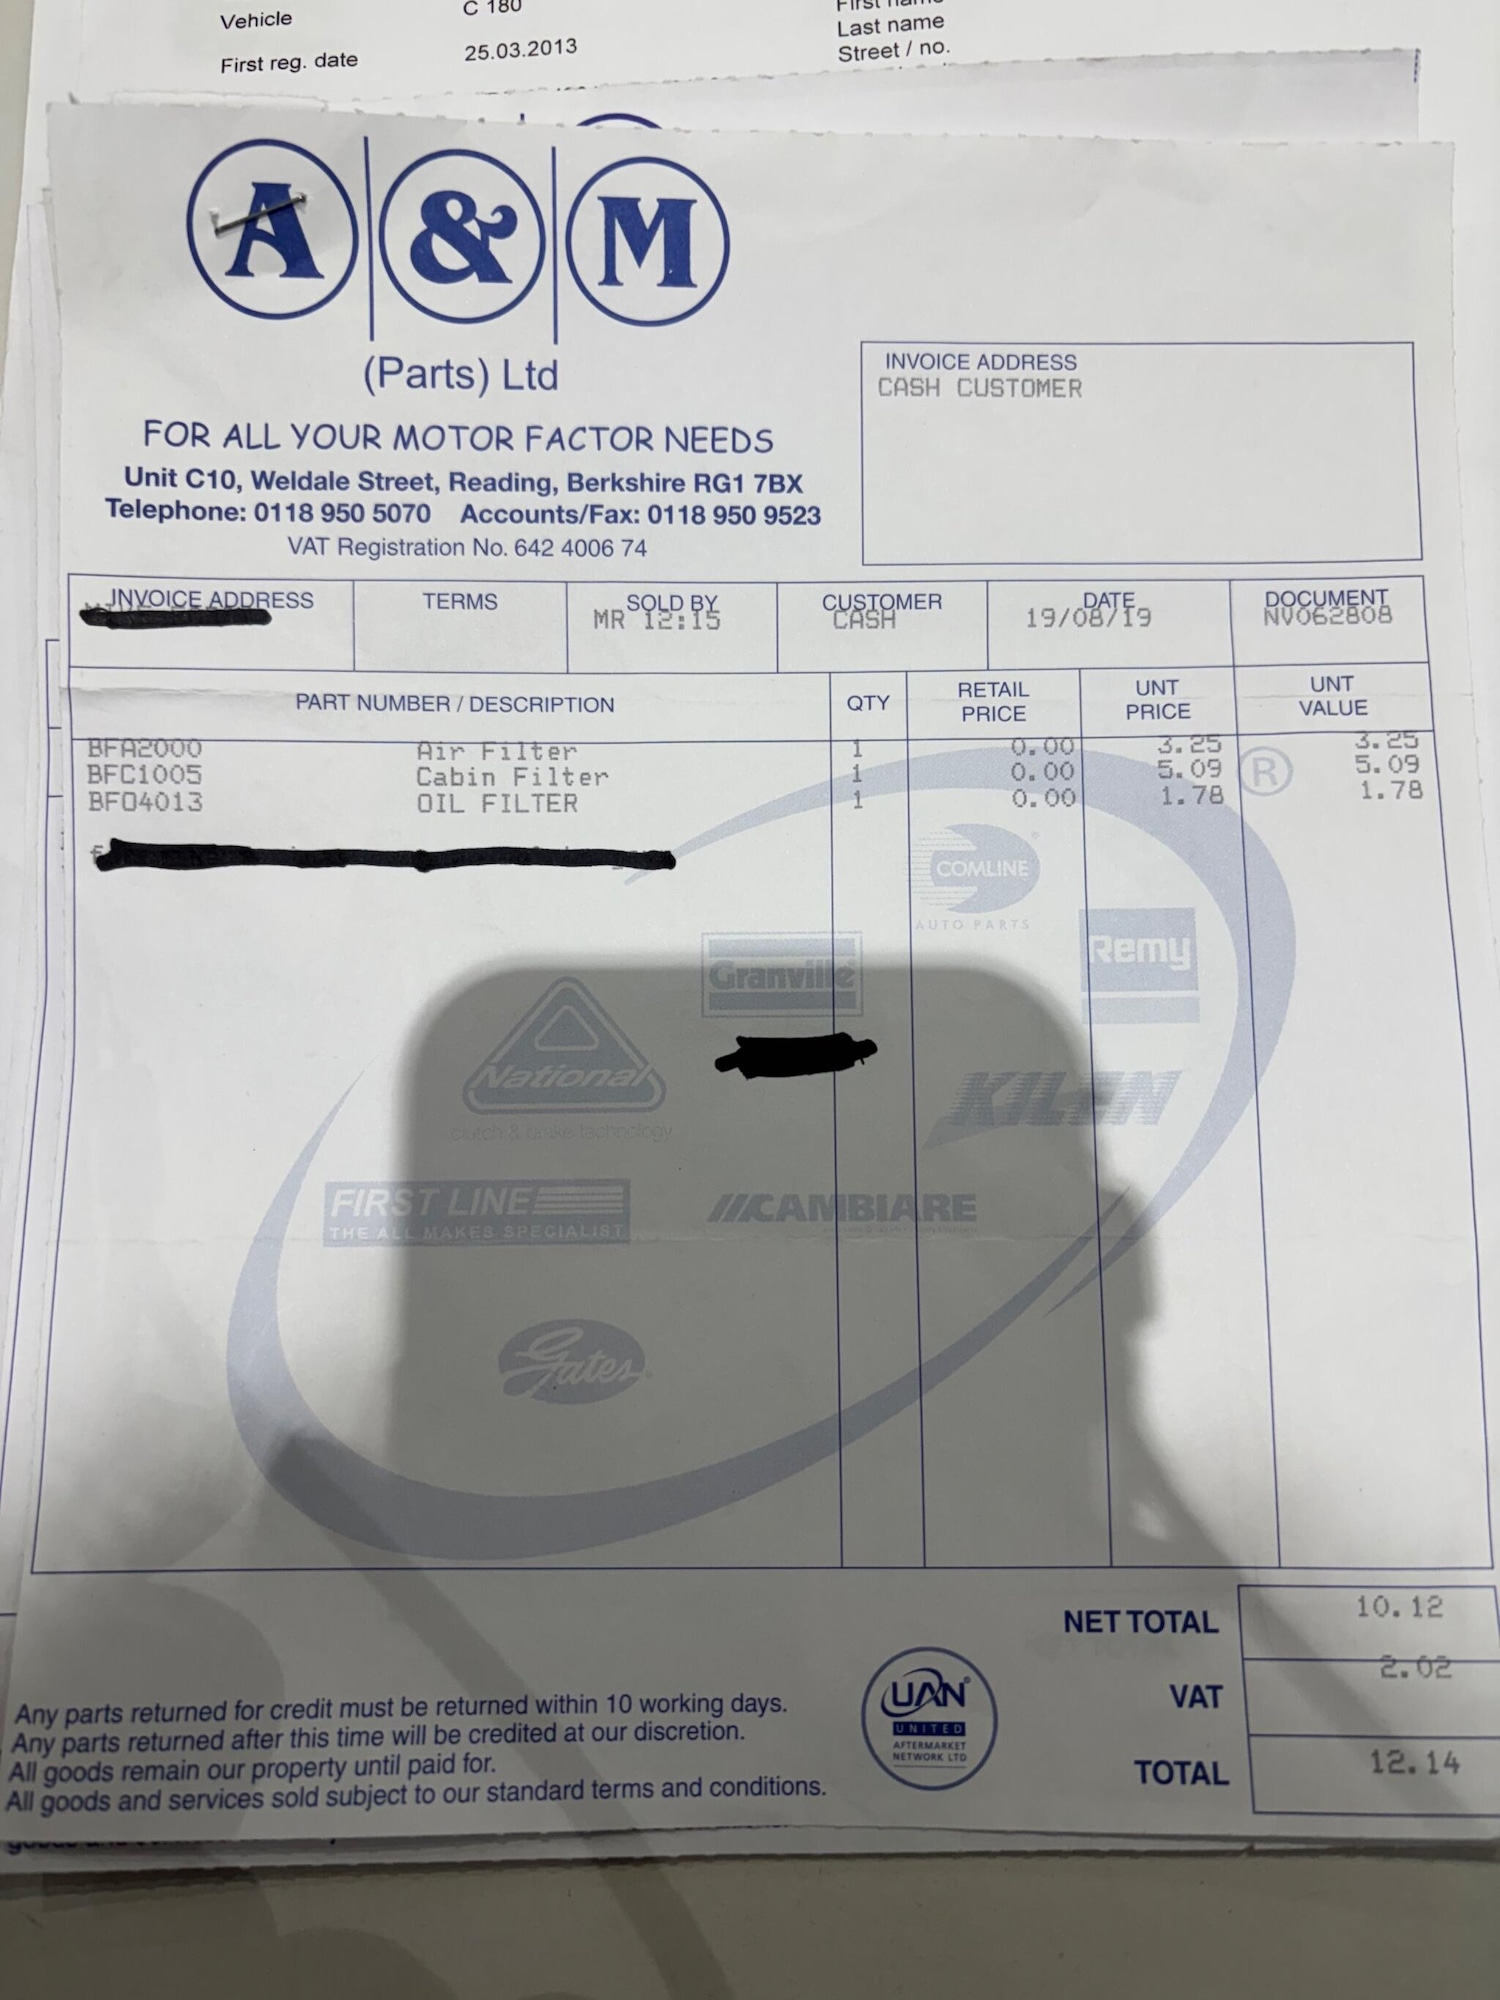 Vehicle C 180
First reg. date 25.03.2013
First name
Last name
Street / no.
A & M
(Parts) Ltd
FOR ALL YOUR MOTOR FACTOR NEEDS
Unit C10, Weldale Street, Reading, Berkshire RG1 7BX
Telephone: 0118 950 5070 Accounts/Fax: 0118 950 9523
VAT Registration No. 642 4006 74
INVOICE ADDRESS
CASH CUSTOMER
INVOICE ADDRESS TERMS SOLD BY CUSTOMER DATE DOCUMENT
MR 12:15 CASH 19/08/19 NV062808
PART NUMBER / DESCRIPTION QTY RETAIL PRICE UNT PRICE UNT VALUE
BFA2000 Air Filter 1 0.00 3.25 3.25
BFC1005 Cabin Filter 1 0.00 5.09 5.09
BFO4013 OIL FILTER 1 0.00 1.78 1.78
®
COMLINE
AUTO PARTS
Granville
Remy
National
clutch & brake technology
KILEN
FIRST LINE
THE ALL MAKES SPECIALIST
CAMBIARE
Gates
NET TOTAL 10.12
VAT 2.02
TOTAL 12.14
UAN
UNITED
AFTERMARKET
NETWORK LTD
Any parts returned for credit must be returned within 10 working days.
Any parts returned after this time will be credited at our discretion.
All goods remain our property until paid for.
All goods and services sold subject to our standard terms and conditions.